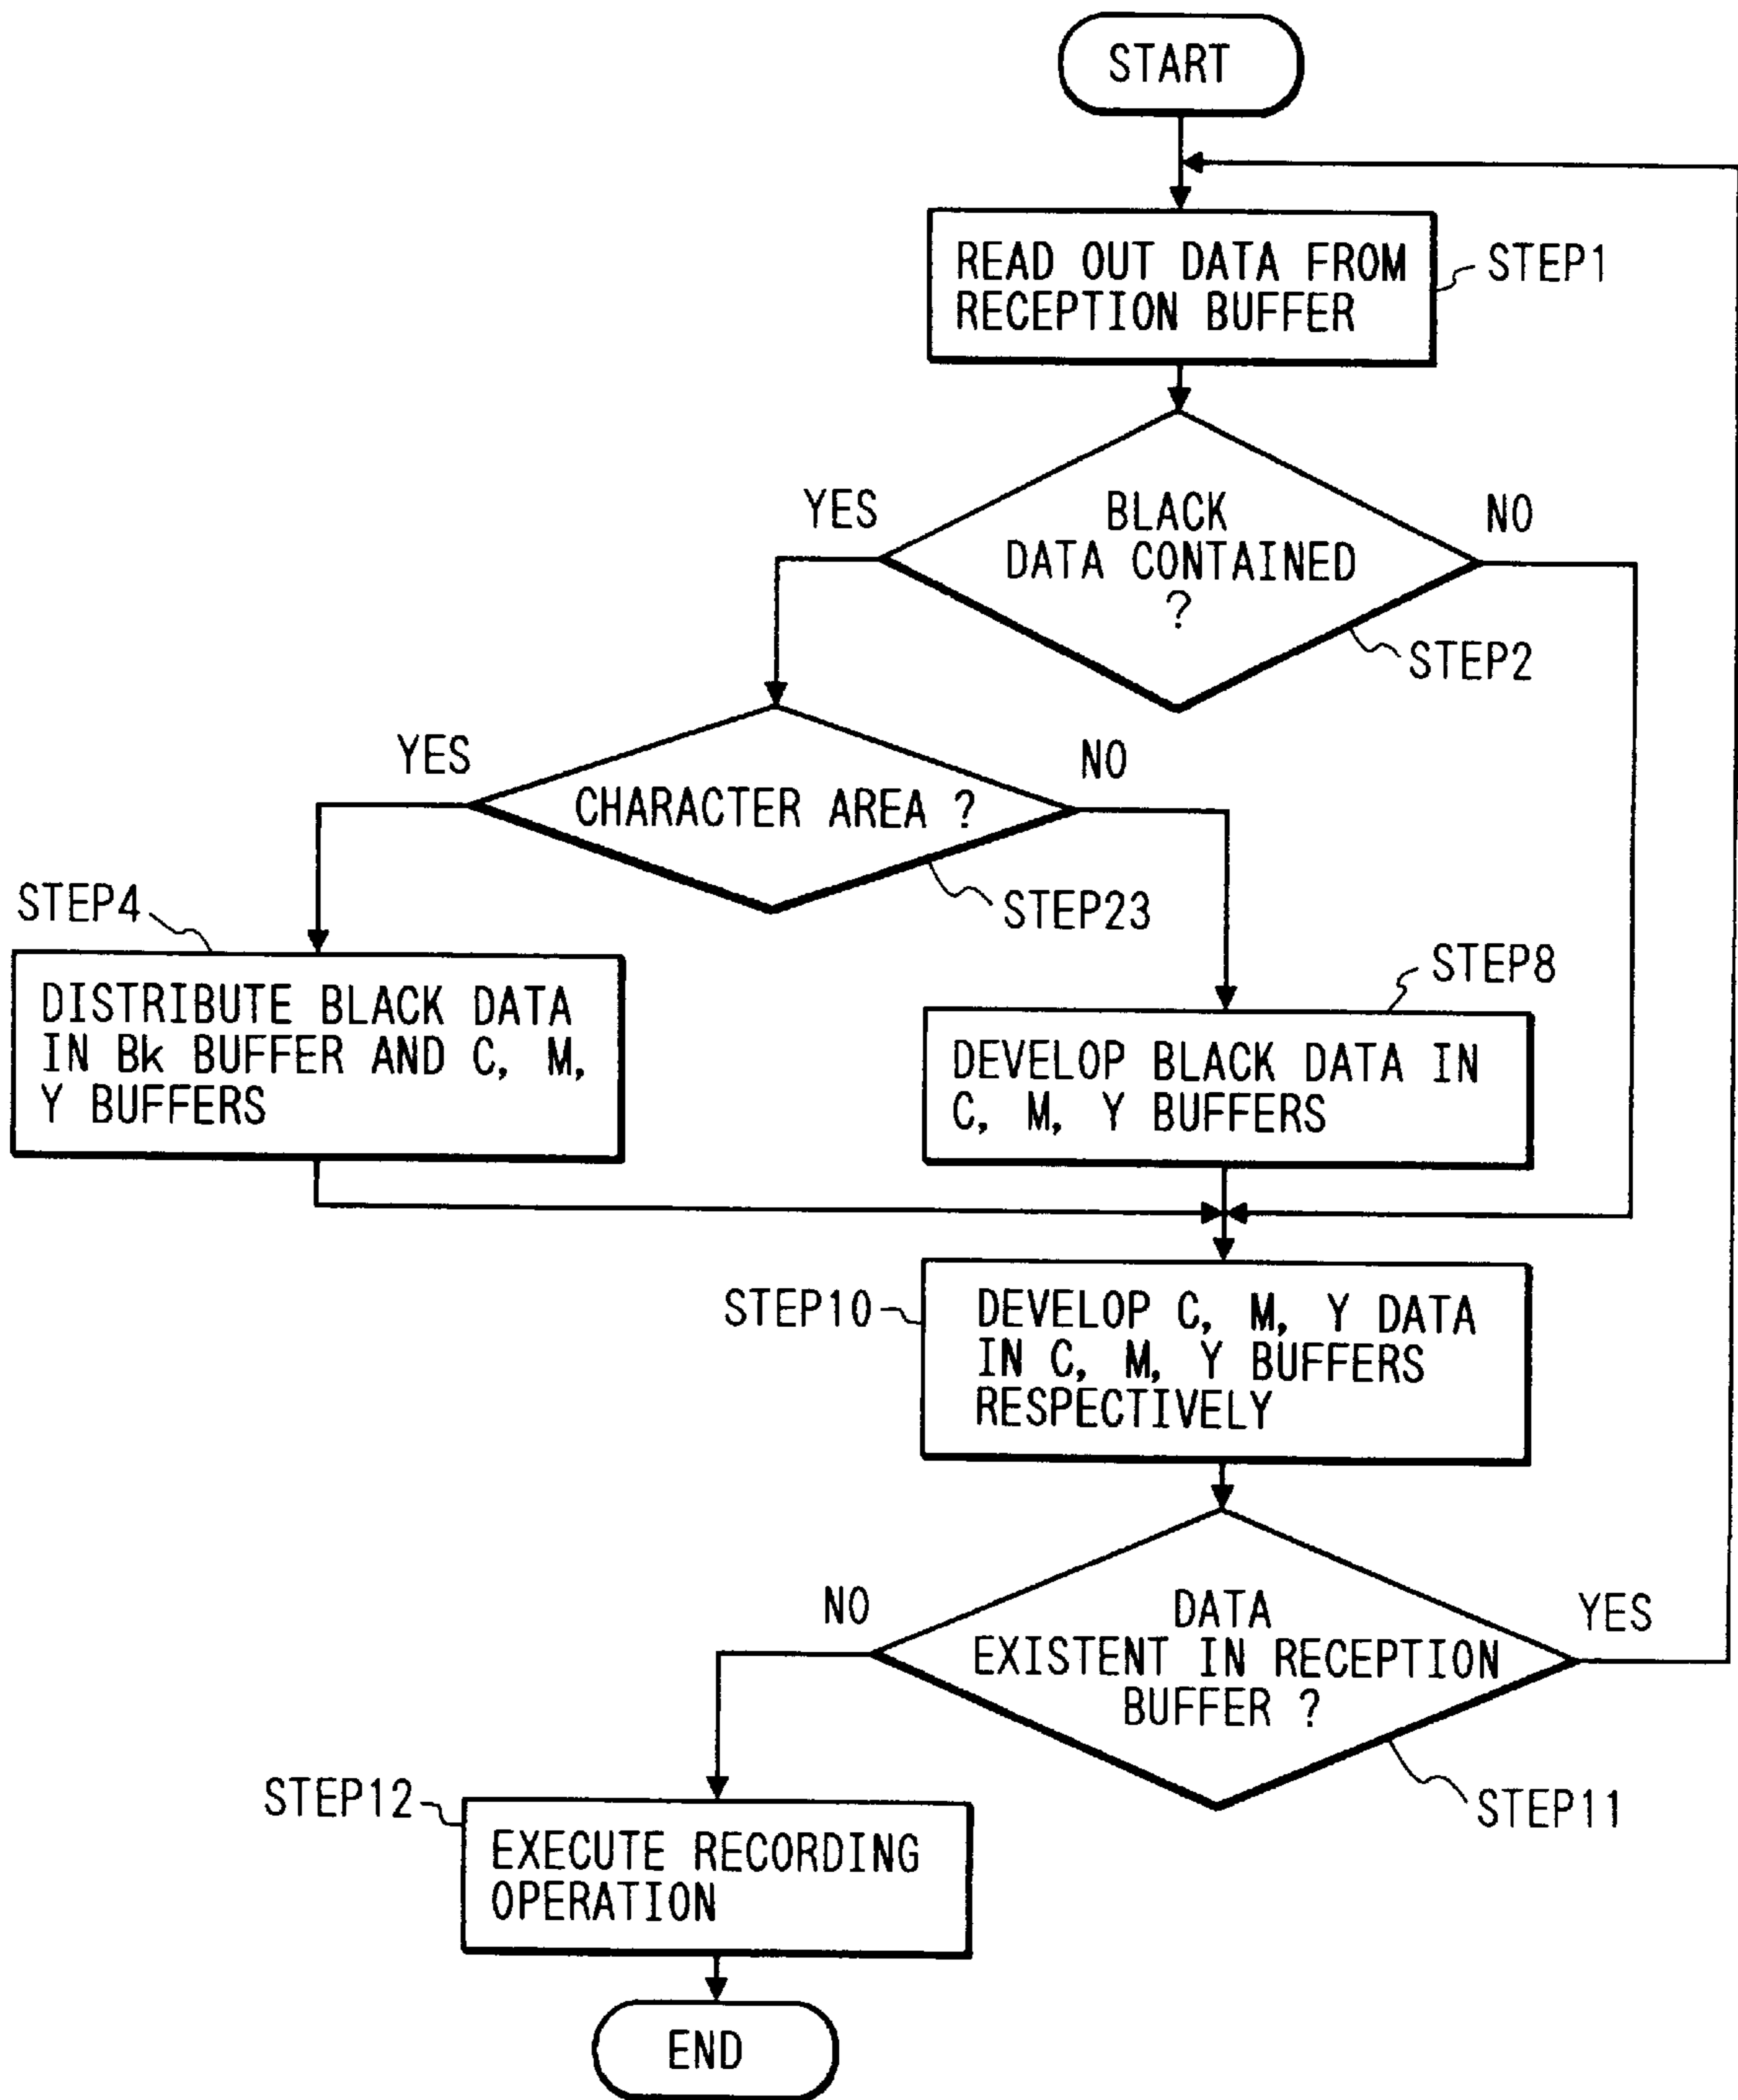 START
READ OUT DATA FROM
RECEPTION BUFFER
STEP1
YES
BLACK
DATA CONTAINED
?
NO
STEP2
YES
CHARACTER AREA ?
NO
STEP23
STEP4
DISTRIBUTE BLACK DATA
IN Bk BUFFER AND C, M,
Y BUFFERS
STEP8
DEVELOP BLACK DATA IN
C, M, Y BUFFERS
STEP10
DEVELOP C, M, Y DATA
IN C, M, Y BUFFERS
RESPECTIVELY
NO
DATA
EXISTENT IN RECEPTION
BUFFER ?
YES
STEP11
STEP12
EXECUTE RECORDING
OPERATION
END